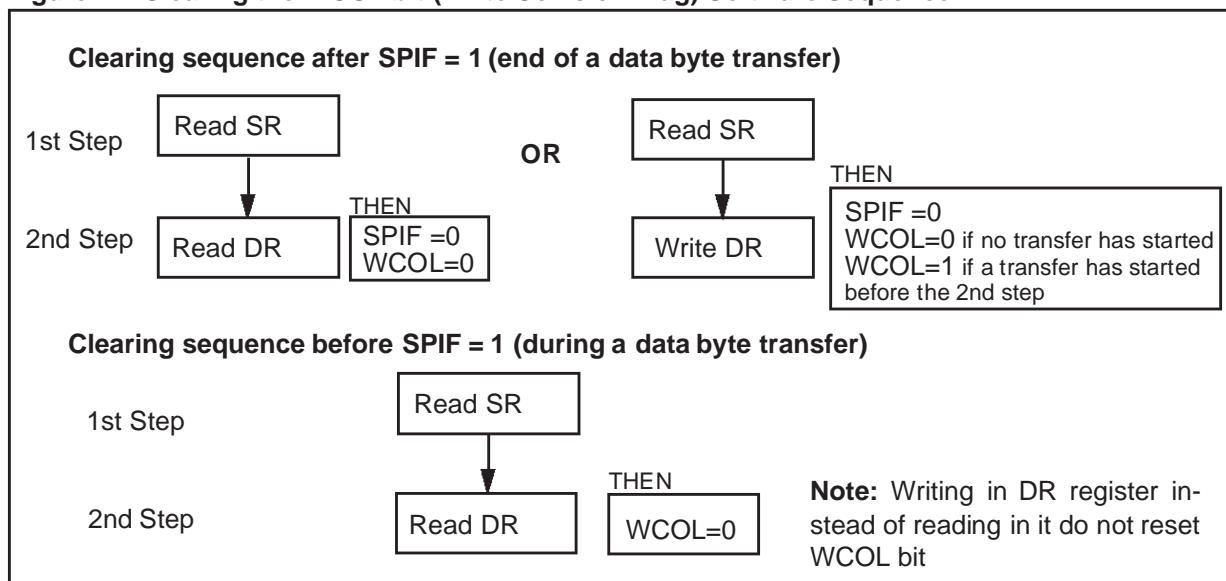 Clearing sequence after SPIF = 1 (end of a data byte transfer)
1st Step
Read SR
OR
Read SR
THEN
2nd Step
Read DR
THEN
SPIF =0
WCOL=0
Write DR
SPIF =0
WCOL=0 if no transfer has started
WCOL=1 if a transfer has started
before the 2nd step
Clearing sequence before SPIF = 1 (during a data byte transfer)
1st Step
Read SR
2nd Step
Read DR
THEN
WCOL=0
Note: Writing in DR register in-
stead of reading in it do not reset
WCOL bit